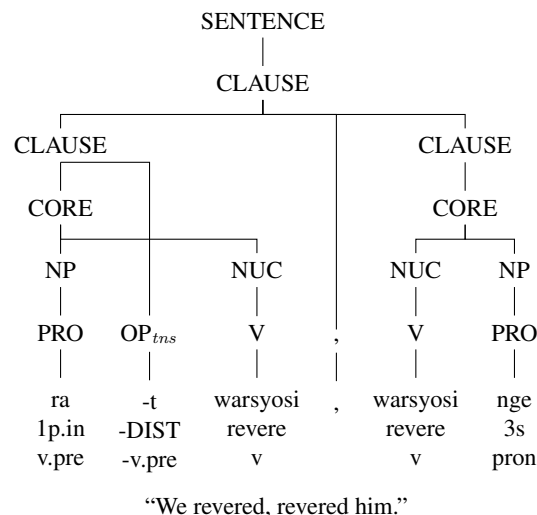 SENTENCE
CLAUSE
CLAUSE CLAUSE
CORE CORE
NP NUC NUC NP
PRO OP_tns V , V PRO
ra -t warsyosi , warsyosi nge
1p.in -DIST revere revere 3s
v.pre -v.pre v v pron
“We revered, revered him.”